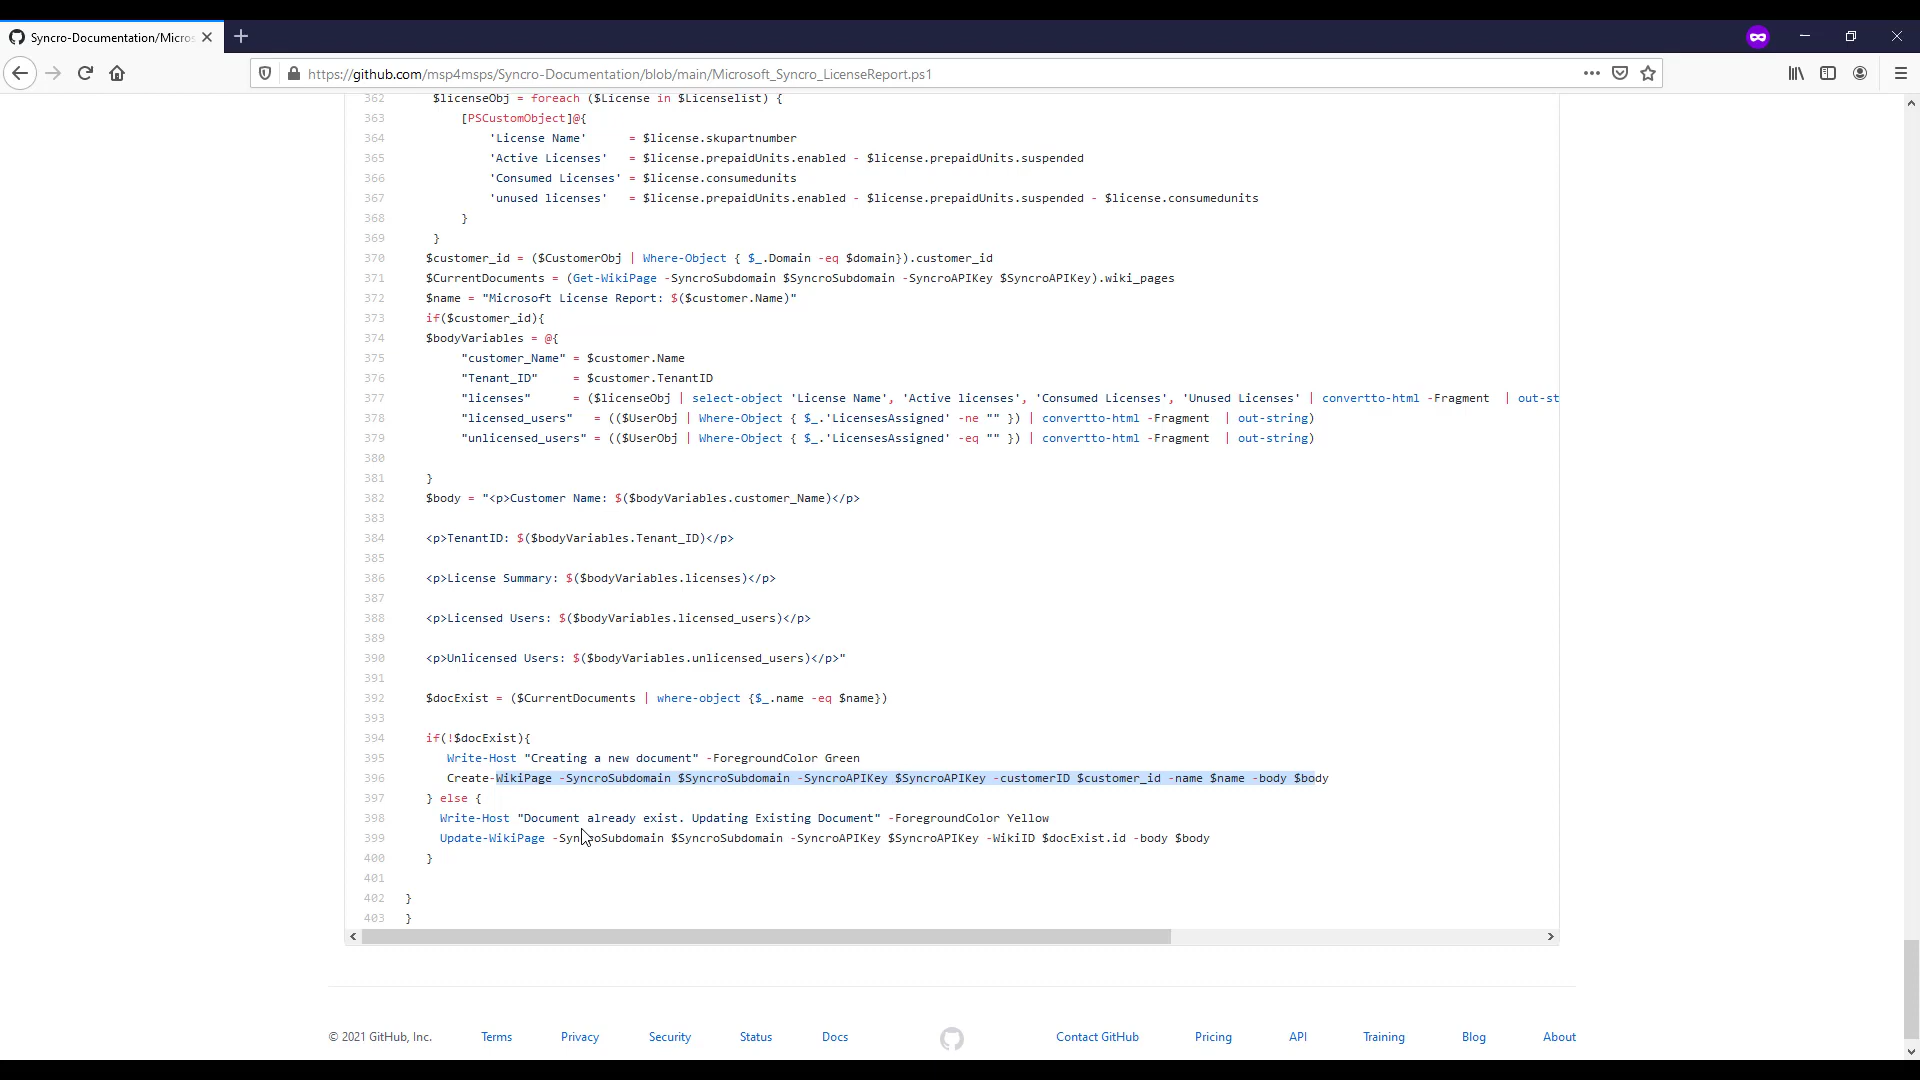 Syncro-Documentation/Micros
https://github.com/msp4msps/Syncro-Documentation/blob/main/Microsoft_Syncro_LicenseReport.ps1
362 $licenseObj = foreach ($License in $Licenselist) {
363 [PSCustomObject]@{
364 'License Name' = $license.skupartnumber
365 'Active Licenses' = $license.prepaidUnits.enabled - $license.prepaidUnits.suspended
366 'Consumed Licenses' = $license.consumedunits
367 'unused licenses' = $license.prepaidUnits.enabled - $license.prepaidUnits.suspended - $license.consumedunits
368 }
369 }
370 $customer_id = ($CustomerObj | Where-Object { $_.Domain -eq $domain}).customer_id
371 $CurrentDocuments = (Get-WikiPage -SyncroSubdomain $SyncroSubdomain -SyncroAPIKey $SyncroAPIKey).wiki_pages
372 $name = "Microsoft License Report: $($customer.Name)"
373 if($customer_id){
374 $bodyVariables = @{
375 "customer_Name" = $customer.Name
376 "Tenant_ID" = $customer.TenantID
377 "licenses" = ($licenseObj | select-object 'License Name', 'Active licenses', 'Consumed Licenses', 'Unused Licenses' | convertto-html -Fragment | out-st
378 "licensed_users" = (($UserObj | Where-Object { $_.'LicensesAssigned' -ne "" }) | convertto-html -Fragment | out-string)
379 "unlicensed_users" = (($UserObj | Where-Object { $_.'LicensesAssigned' -eq "" }) | convertto-html -Fragment | out-string)
380
381 }
382 $body = "<p>Customer Name: $($bodyVariables.customer_Name)</p>
383
384 <p>TenantID: $($bodyVariables.Tenant_ID)</p>
385
386 <p>License Summary: $($bodyVariables.licenses)</p>
387
388 <p>Licensed Users: $($bodyVariables.licensed_users)</p>
389
390 <p>Unlicensed Users: $($bodyVariables.unlicensed_users)</p>"
391
392 $docExist = ($CurrentDocuments | where-object {$_.name -eq $name})
393
394 if(!$docExist){
395 Write-Host "Creating a new document" -ForegroundColor Green
396 Create-WikiPage -SyncroSubdomain $SyncroSubdomain -SyncroAPIKey $SyncroAPIKey -customerID $customer_id -name $name -body $body
397 } else {
398 Write-Host "Document already exist. Updating Existing Document" -ForegroundColor Yellow
399 Update-WikiPage -SyncroSubdomain $SyncroSubdomain -SyncroAPIKey $SyncroAPIKey -WikiID $docExist.id -body $body
400 }
401
402 }
403 }
© 2021 GitHub, Inc. Terms Privacy Security Status Docs Contact GitHub Pricing API Training Blog About